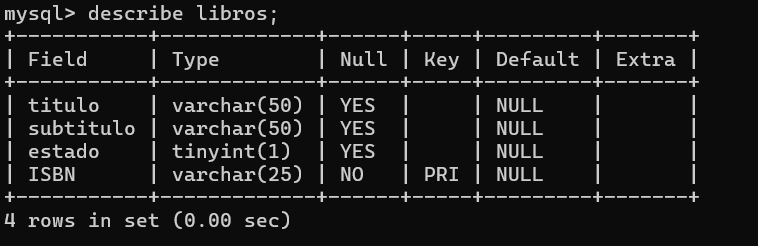 mysql> describe libros;
+-----------+-------------+------+-----+---------+-------+
| Field     | Type        | Null | Key | Default | Extra |
+-----------+-------------+------+-----+---------+-------+
| titulo    | varchar(50) | YES  |     | NULL    |       |
| subtitulo | varchar(50) | YES  |     | NULL    |       |
| estado    | tinyint(1)  | YES  |     | NULL    |       |
| ISBN      | varchar(25) | NO   | PRI | NULL    |       |
+-----------+-------------+------+-----+---------+-------+
4 rows in set (0.00 sec)